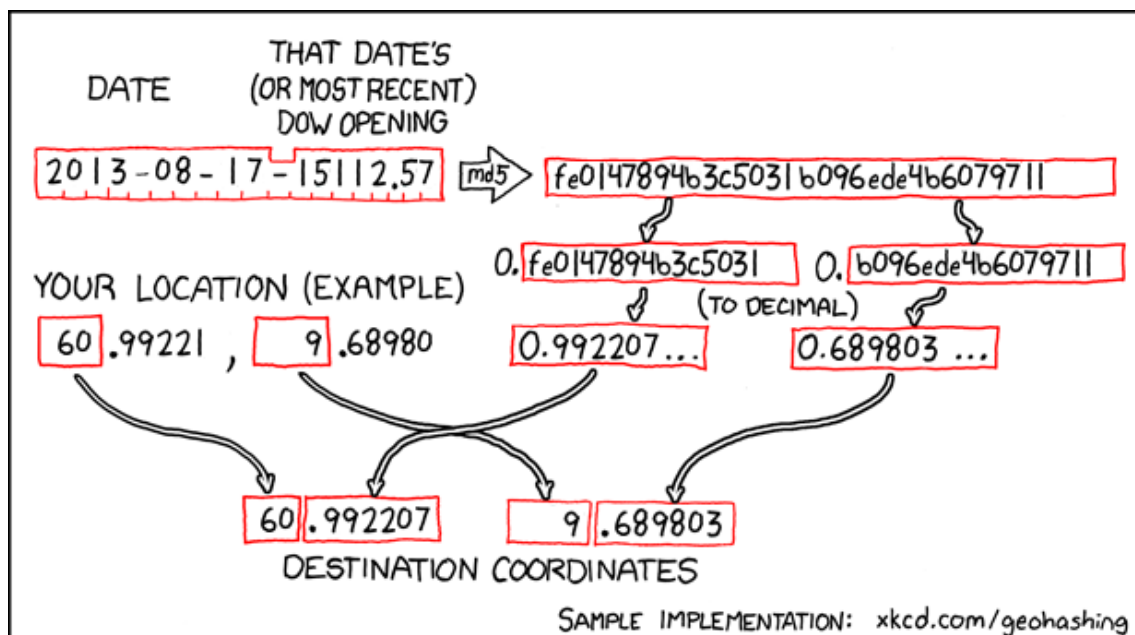 DATE
THAT DATE'S
(OR MOST RECENT)
DOW OPENING
2013-08-17-15112.57
md5
fe0147894b3c5031b096ede4b6079711
0.fe0147894b3c5031
0.b096ede4b6079711
YOUR LOCATION (EXAMPLE)
(TO DECIMAL)
60.99221, 9.68980
0.992207...
0.689803...
60.992207
9.689803
DESTINATION COORDINATES
SAMPLE IMPLEMENTATION: xkcd.com/geohashing